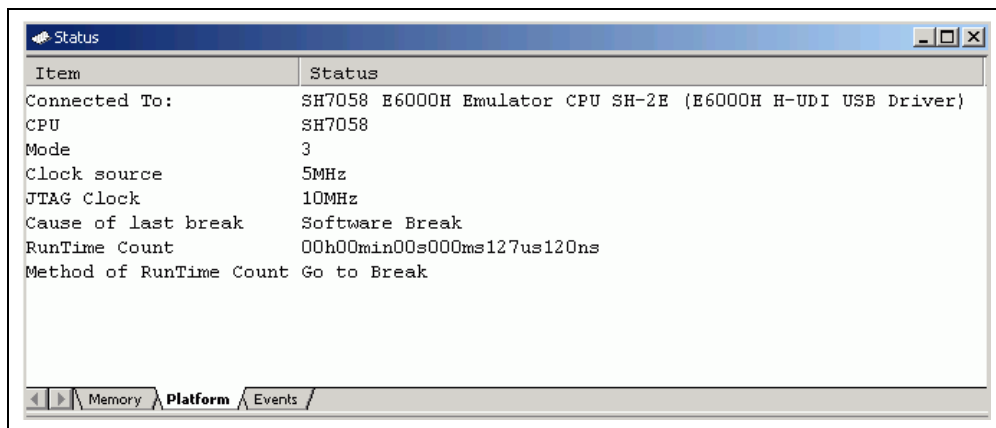 Status
Item Status
Connected To: SH7058 E6000H Emulator CPU SH-2E (E6000H H-UDI USB Driver)
CPU SH7058
Mode 3
Clock source 5MHz
JTAG Clock 10MHz
Cause of last break Software Break
RunTime Count 00h00min00s000ms127us120ns
Method of RunTime Count Go to Break
Memory Platform Events